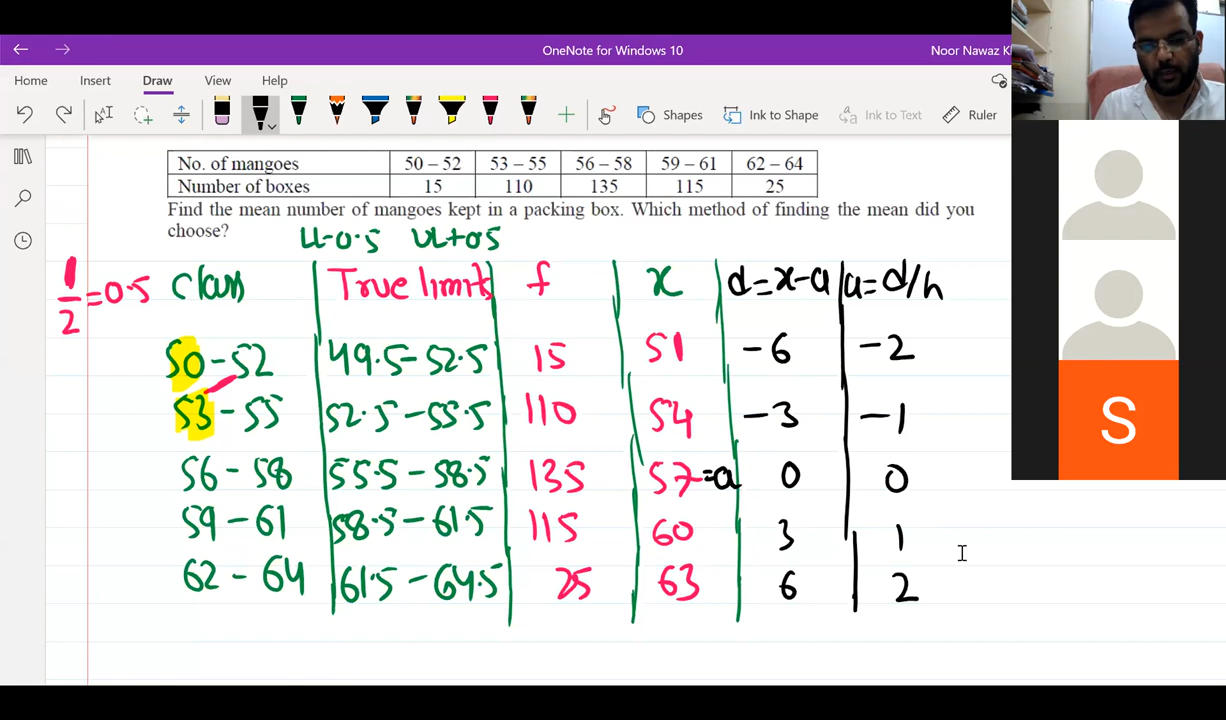 OneNote for Windows 10
Noor Nawaz K
Home Insert Draw View Help
Shapes Ink to Shape Ink to Text Ruler
No. of mangoes 50 – 52 53 – 55 56 – 58 59 – 61 62 – 64
Number of boxes 15 110 135 115 25
Find the mean number of mangoes kept in a packing box. Which method of finding the mean did you
choose?
LL-0.5 UL+0.5
1/2 = 0.5
class True limits f x d=x-a u=d/h
50-52 49.5-52.5 15 51 -6 -2
53-55 52.5-55.5 110 54 -3 -1
56-58 55.5-58.5 135 57=a 0 0
59-61 58.5-61.5 115 60 3 1
62-64 61.5-64.5 25 63 6 2
S